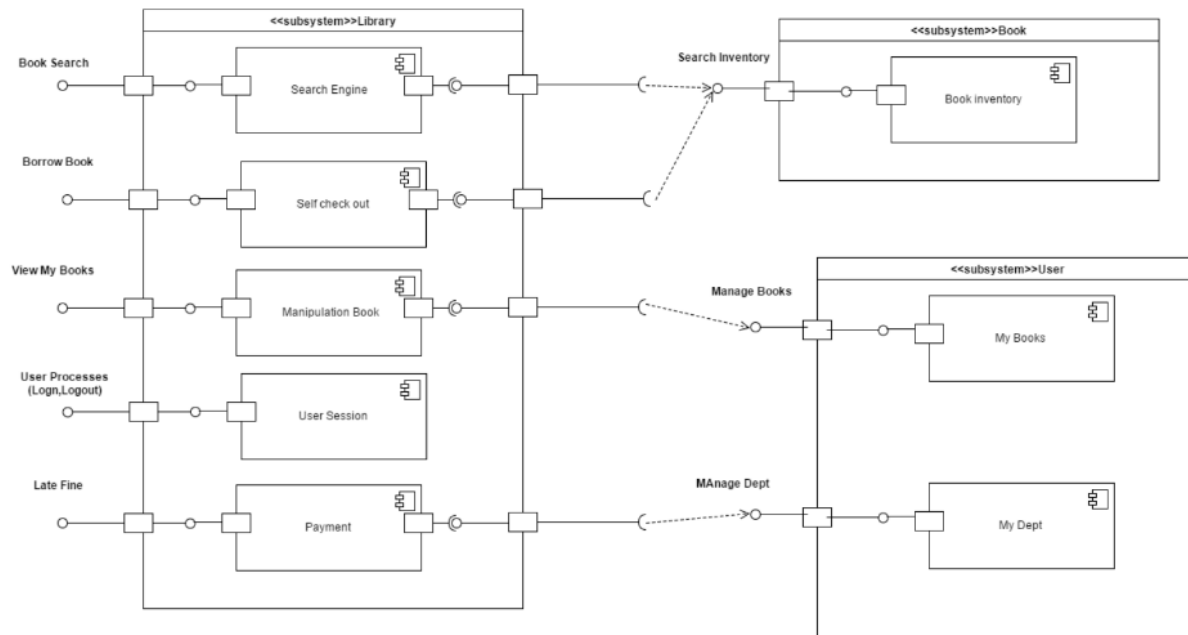 <<subsystem>>Library
Book Search
Search Engine
Borrow Book
Self check out
View My Books
Manipulation Book
User Processes
(Logn,Logout)
User Session
Late Fine
Payment
Search Inventory
<<subsystem>>Book
Book inventory
<<subsystem>>User
Manage Books
My Books
MAnage Dept
My Dept